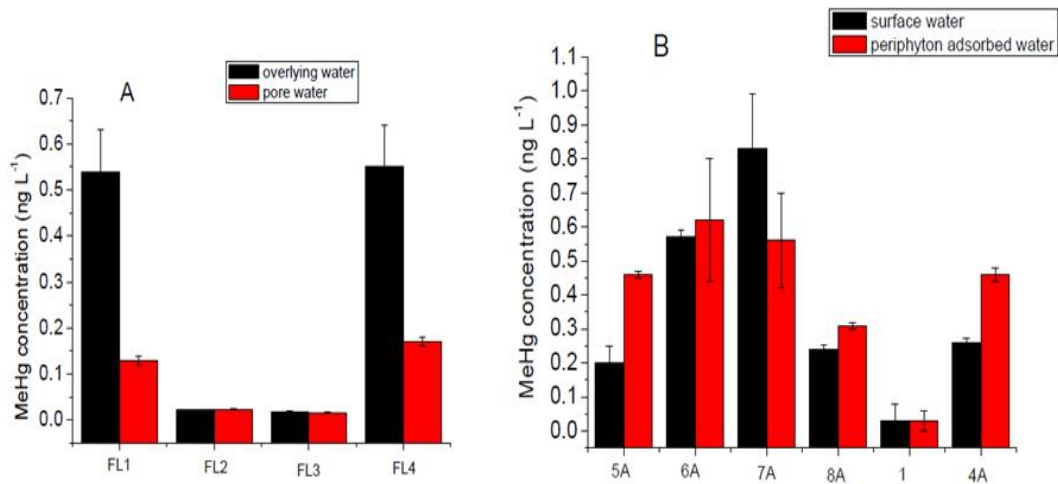 A
overlying water
pore water
MeHg concentration (ng L⁻¹)
0.7
0.6
0.5
0.4
0.3
0.2
0.1
0.0
FL1 FL2 FL3 FL4
B
surface water
periphyton adsorbed water
MeHg concentration (ng L⁻¹)
1.1
1.0
0.9
0.8
0.7
0.6
0.5
0.4
0.3
0.2
0.1
0.0
5A 6A 7A 8A 1 4A